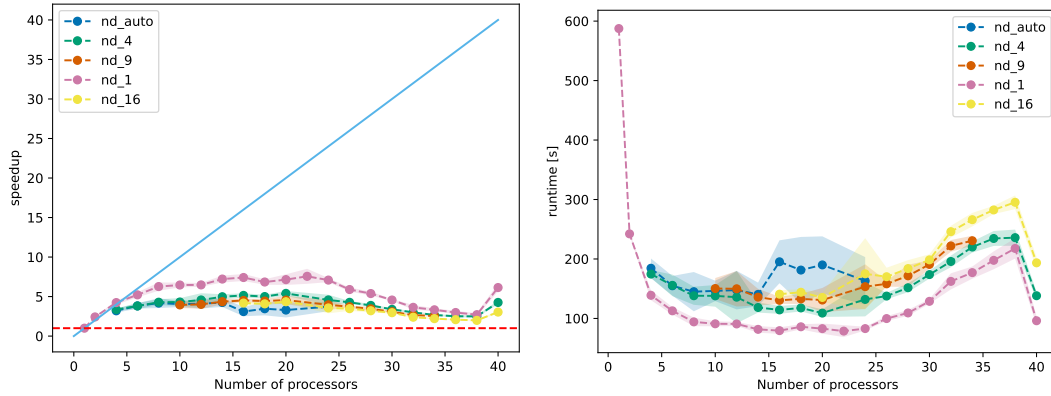 40
35
30
25
20
15
10
5
0
speedup
nd_auto
nd_4
nd_9
nd_1
nd_16
0 5 10 15 20 25 30 35 40
Number of processors
600
500
400
300
200
100
runtime [s]
nd_auto
nd_4
nd_9
nd_1
nd_16
0 5 10 15 20 25 30 35 40
Number of processors